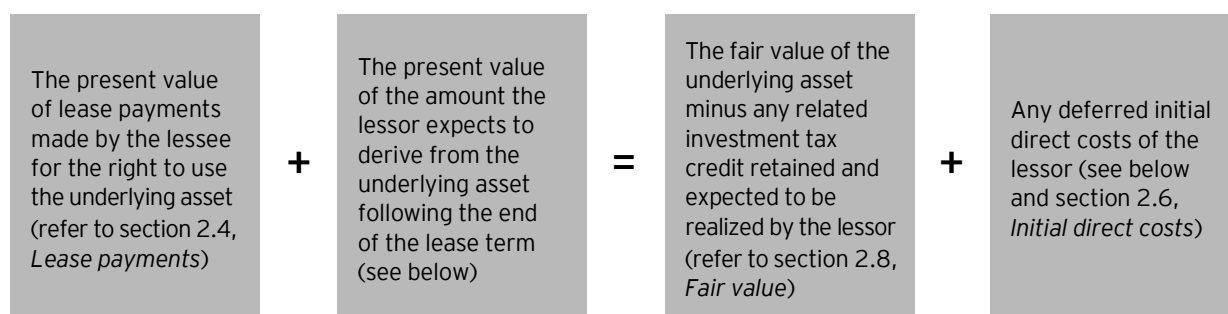 The present value
of lease payments
made by the lessee
for the right to use
the underlying asset
(refer to section 2.4,
Lease payments)
+
The present value
of the amount the
lessor expects to
derive from the
underlying asset
following the end
of the lease term
(see below)
=
The fair value of the
underlying asset
minus any related
investment tax
credit retained and
expected to be
realized by the lessor
(refer to section 2.8,
Fair value)
+
Any deferred initial
direct costs of the
lessor (see below
and section 2.6,
Initial direct costs)